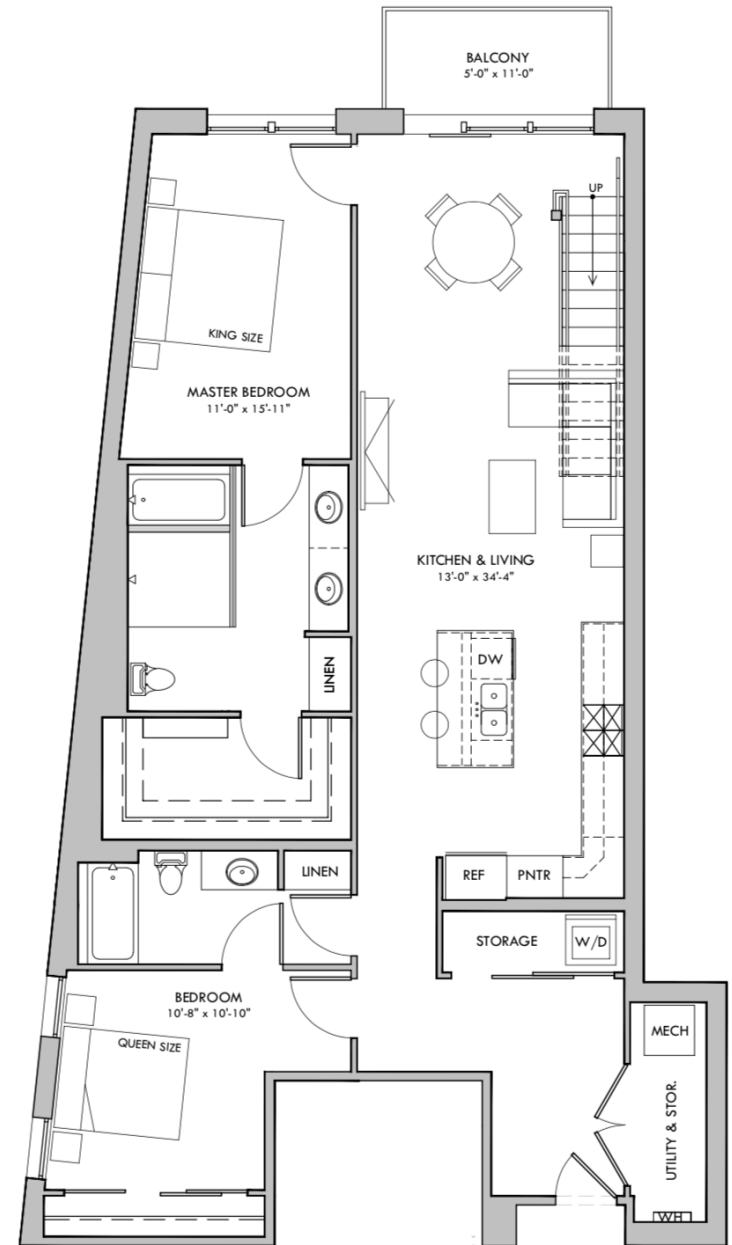 BALCONY
5'-0" x 11'-0"
UP
KING SIZE
MASTER BEDROOM
11'-0" x 15'-11"
KITCHEN & LIVING
13'-0" x 34'-4"
DW
LINEN
LINEN
REF
PNTR
STORAGE
W/D
BEDROOM
10'-8" x 10'-10"
QUEEN SIZE
MECH
UTILITY & STOR.
WH